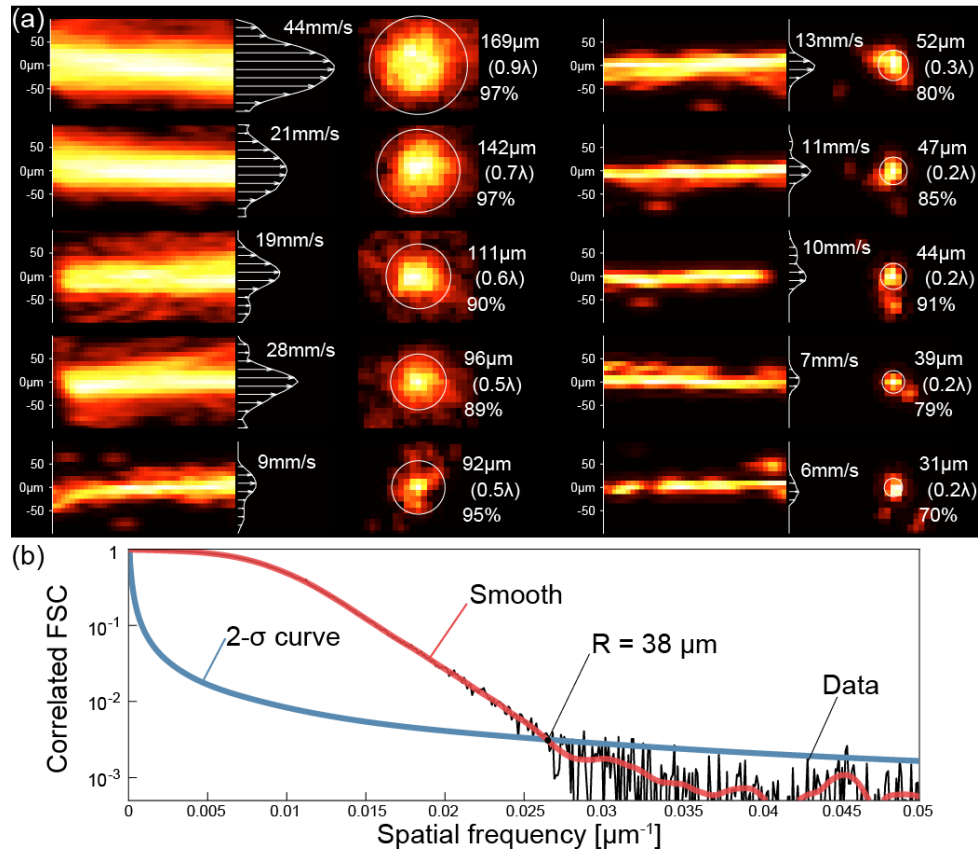 (a)
50
0µm
-50
44mm/s
169µm
(0.9λ)
97%
50
0µm
-50
13mm/s
52µm
(0.3λ)
80%
50
0µm
-50
21mm/s
142µm
(0.7λ)
97%
50
0µm
-50
11mm/s
47µm
(0.2λ)
85%
50
0µm
-50
19mm/s
111µm
(0.6λ)
90%
50
0µm
-50
10mm/s
44µm
(0.2λ)
91%
50
0µm
-50
28mm/s
96µm
(0.5λ)
89%
50
0µm
-50
7mm/s
39µm
(0.2λ)
79%
50
0µm
-50
9mm/s
92µm
(0.5λ)
95%
50
0µm
-50
6mm/s
31µm
(0.2λ)
70%
(b)
Correlated FSC
1
10⁻¹
10⁻²
10⁻³
2-σ curve
Smooth
R = 38 µm
Data
0 0.005 0.010 0.015 0.02 0.025 0.03 0.035 0.04 0.045 0.05
Spatial frequency [µm⁻¹]